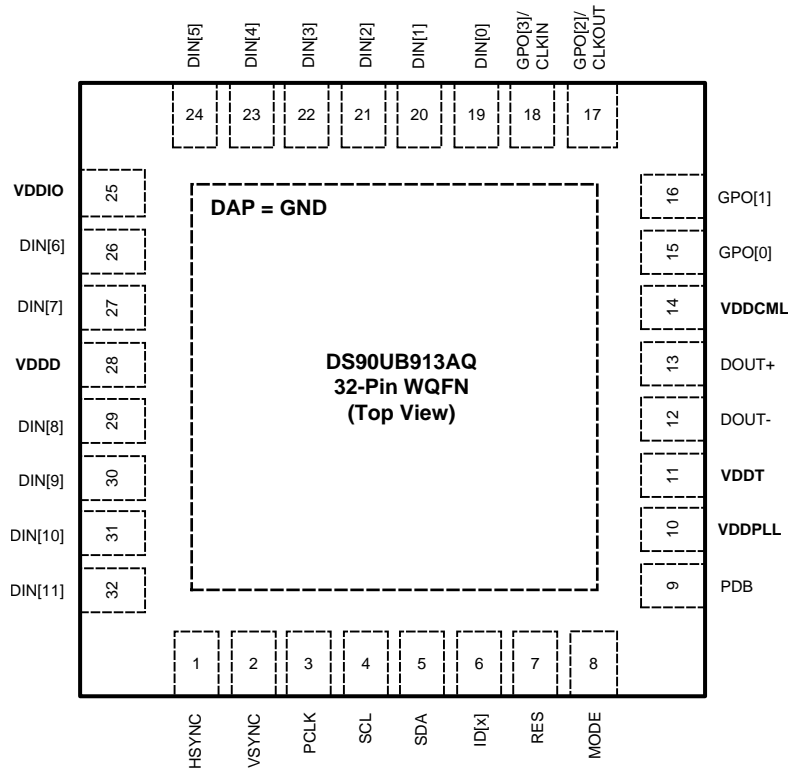 DIN[5]
DIN[4]
DIN[3]
DIN[2]
DIN[1]
DIN[0]
GPO[3]/
CLKIN
GPO[2]/
CLKOUT
24
23
22
21
20
19
18
17
VDDIO
25
DIN[6]
26
DIN[7]
27
VDDD
28
DIN[8]
29
DIN[9]
30
DIN[10]
31
DIN[11]
32
DAP = GND
DS90UB913AQ
32-Pin WQFN
(Top View)
16
GPO[1]
15
GPO[0]
14
VDDCML
13
DOUT+
12
DOUT-
11
VDDT
10
VDDPLL
9
PDB
1
2
3
4
5
6
7
8
HSYNC
VSYNC
PCLK
SCL
SDA
ID[x]
RES
MODE